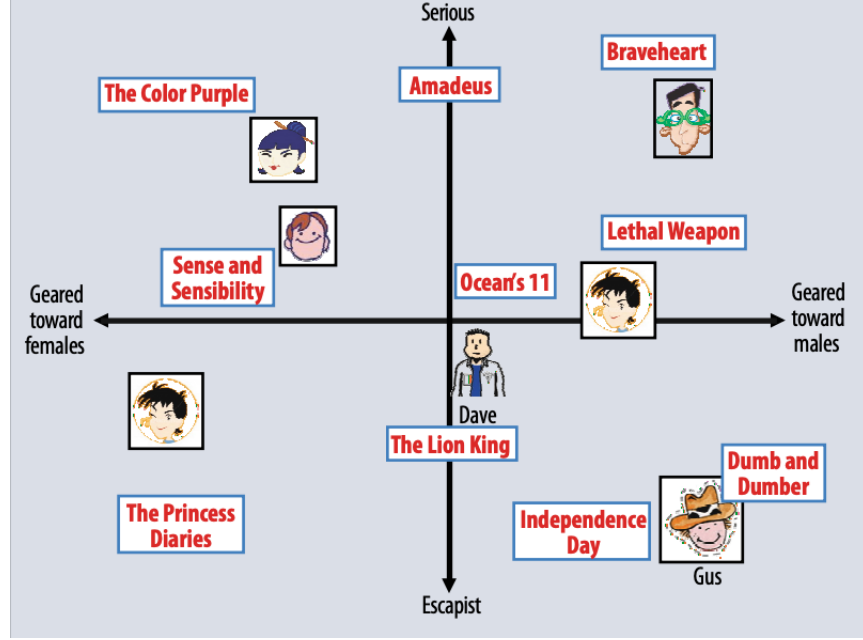 Serious
Braveheart
Amadeus
The Color Purple
Lethal Weapon
Sense and
Sensibility
Ocean's 11
Geared
toward
females
Geared
toward
males
Dave
The Lion King
Dumb and
Dumber
The Princess
Diaries
Independence
Day
Gus
Escapist